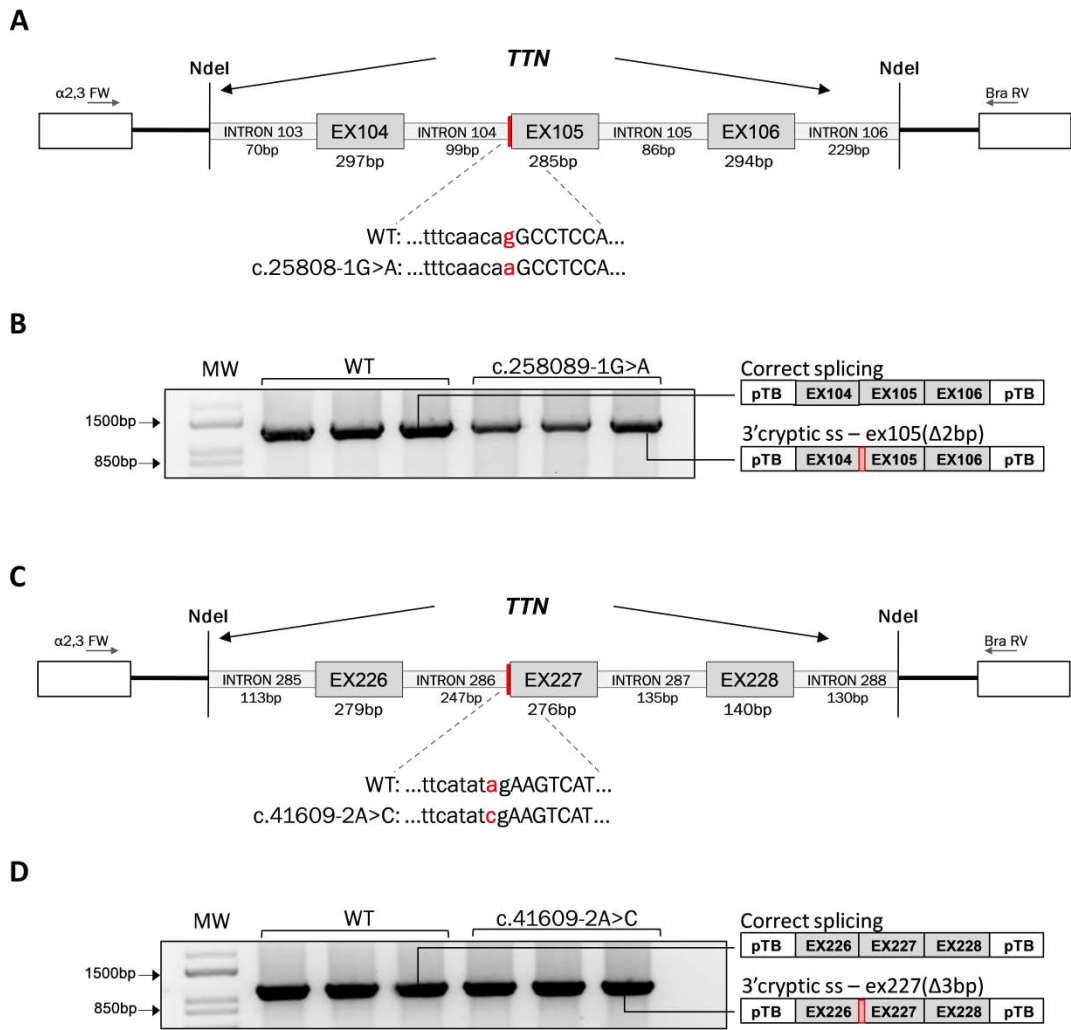 A
TTN
NdeI
NdeI
α2,3 FW
Bra RV
INTRON 103
EX104
INTRON 104
EX105
INTRON 105
EX106
INTRON 106
70bp
297bp
99bp
285bp
86bp
294bp
229bp
WT: ...tttcaacagGCCTCCA...
c.25808-1G>A: ...tttcaacaaGCCTCCA...
B
MW
WT
c.258089-1G>A
1500bp
850bp
Correct splicing
pTB EX104 EX105 EX106 pTB
3'cryptic ss – ex105(Δ2bp)
pTB EX104 EX105 EX106 pTB
C
TTN
NdeI
NdeI
α2,3 FW
Bra RV
INTRON 285
EX226
INTRON 286
EX227
INTRON 287
EX228
INTRON 288
113bp
279bp
247bp
276bp
135bp
140bp
130bp
WT: ...ttcatatagAAGTCAT...
c.41609-2A>C: ...ttcatatcgAAGTCAT...
D
MW
WT
c.41609-2A>C
1500bp
850bp
Correct splicing
pTB EX226 EX227 EX228 pTB
3'cryptic ss – ex227(Δ3bp)
pTB EX226 EX227 EX228 pTB